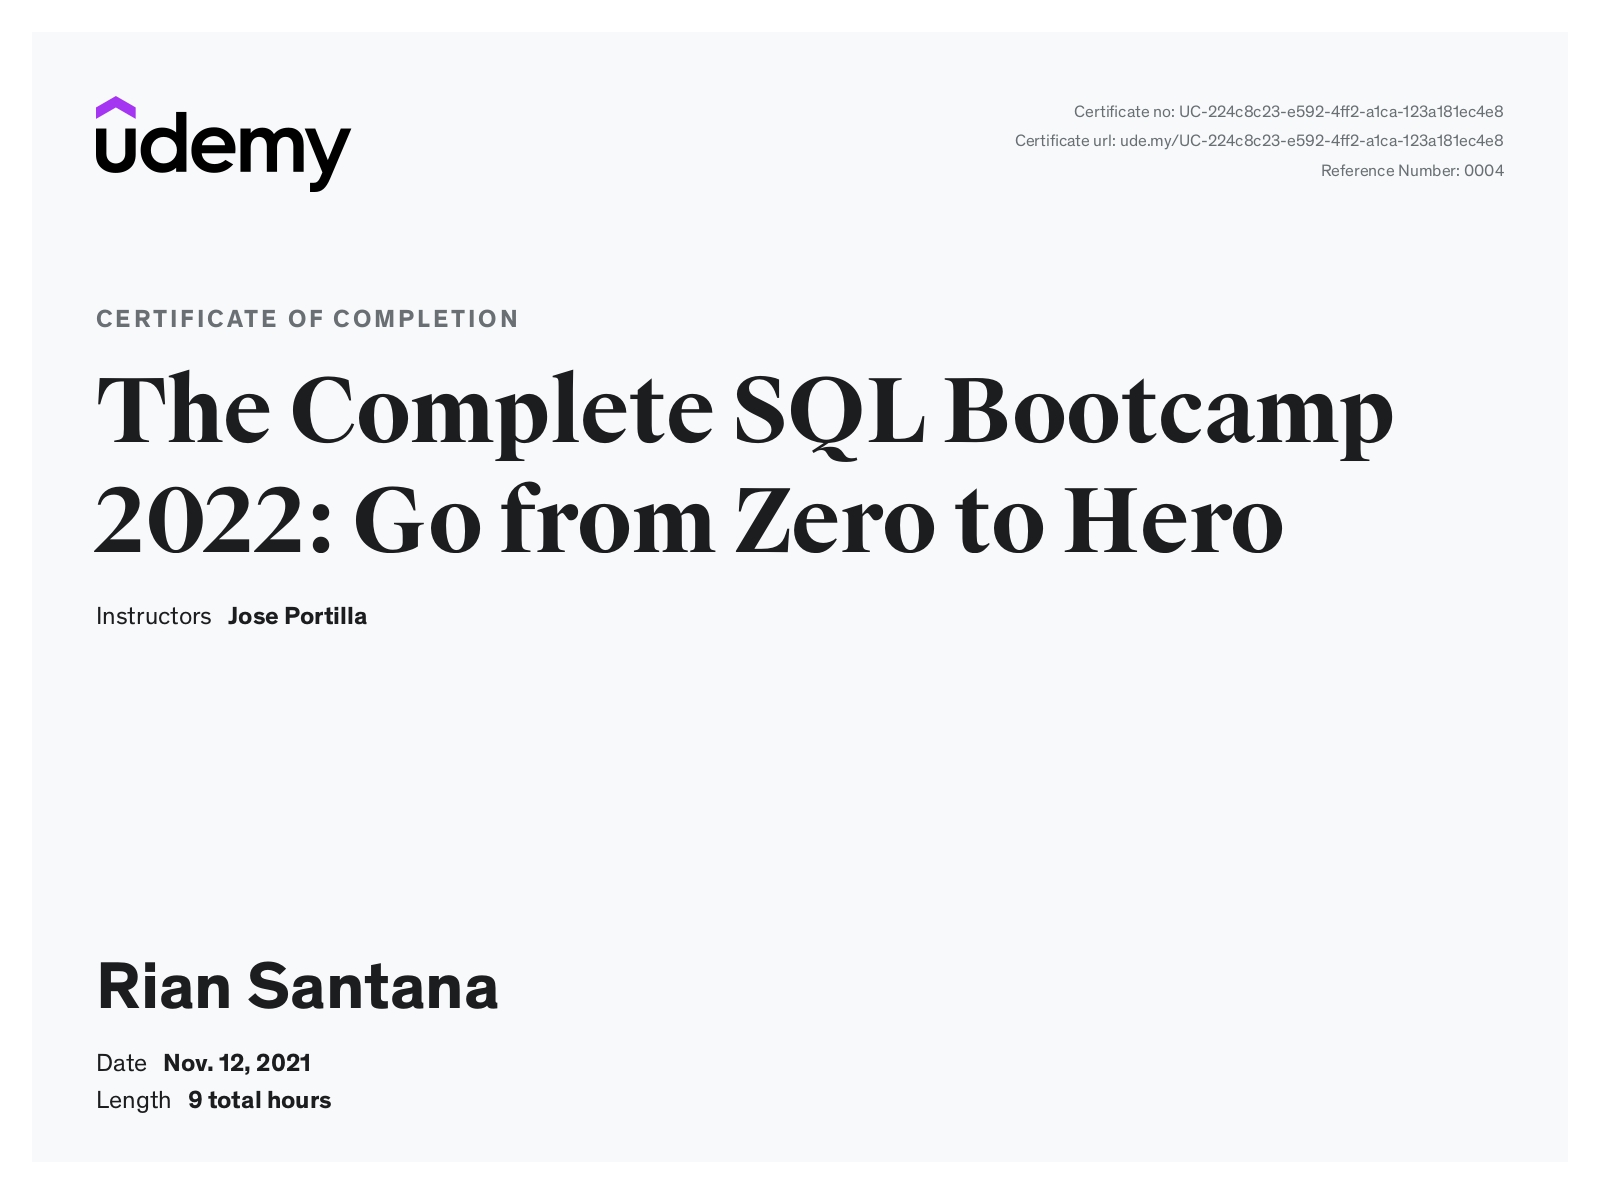 udemy
Certificate no: UC-224c8c23-e592-4ff2-a1ca-123a181ec4e8
Certificate url: ude.my/UC-224c8c23-e592-4ff2-a1ca-123a181ec4e8
Reference Number: 0004
CERTIFICATE OF COMPLETION
The Complete SQL Bootcamp
2022: Go from Zero to Hero
Instructors Jose Portilla
Rian Santana
Date Nov. 12, 2021
Length 9 total hours